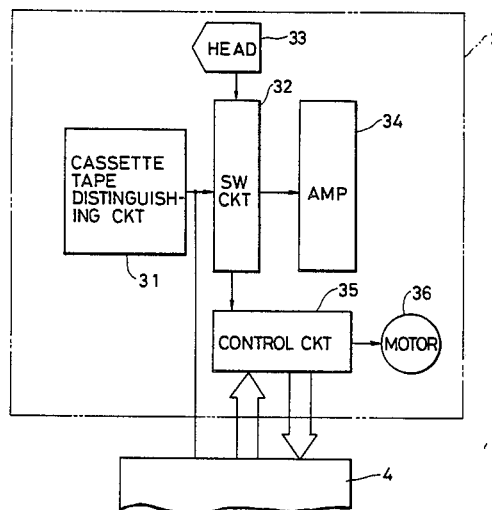 HEAD
33
32
34
CASSETTE
TAPE
DISTINGUISH-
ING CKT
SW
CKT
AMP
31
35
36
CONTROL CKT
MOTOR
4